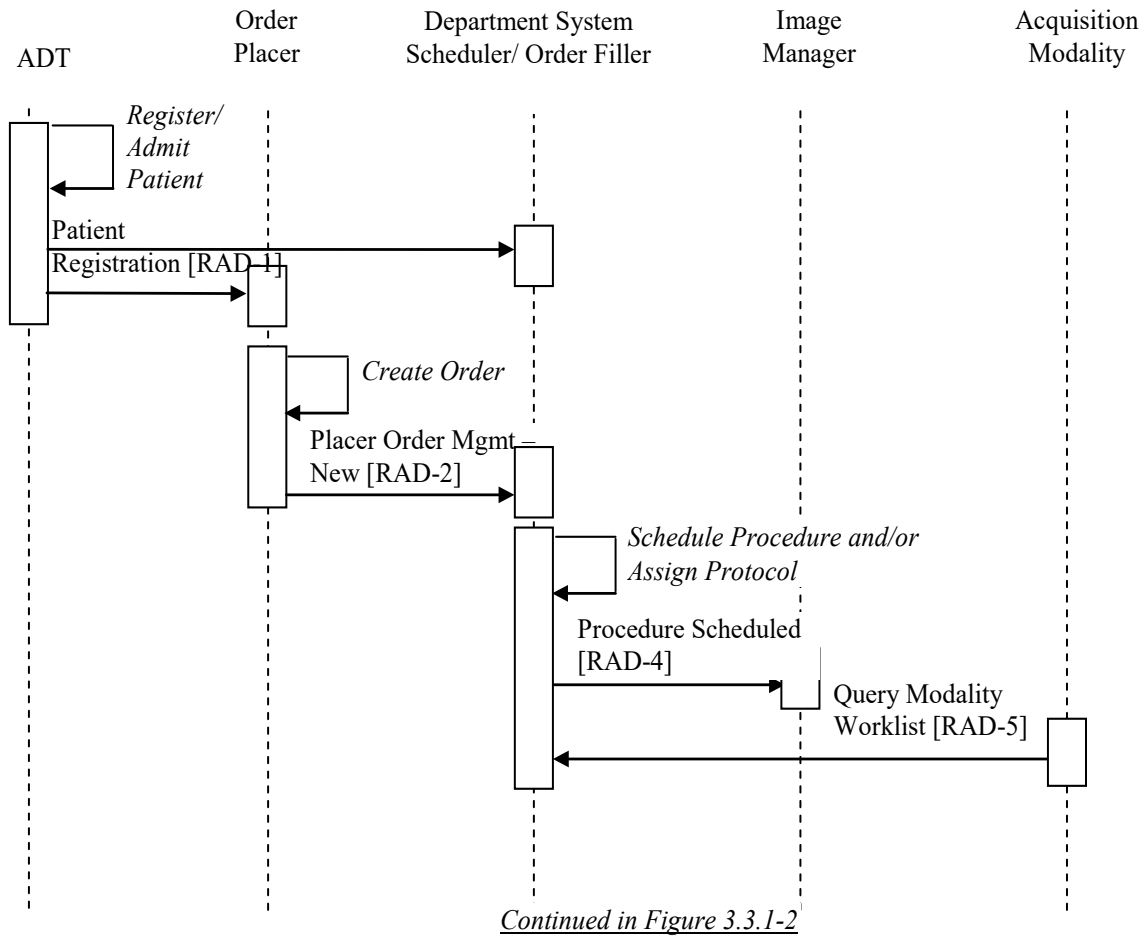 ADT
Order
Placer
Department System
Scheduler/ Order Filler
Image
Manager
Acquisition
Modality
Register/
Admit
Patient
Patient
Registration [RAD-1]
Create Order
Placer Order Mgmt –
New [RAD-2]
Schedule Procedure and/or
Assign Protocol
Procedure Scheduled
[RAD-4]
Query Modality
Worklist [RAD-5]
Continued in Figure 3.3.1-2